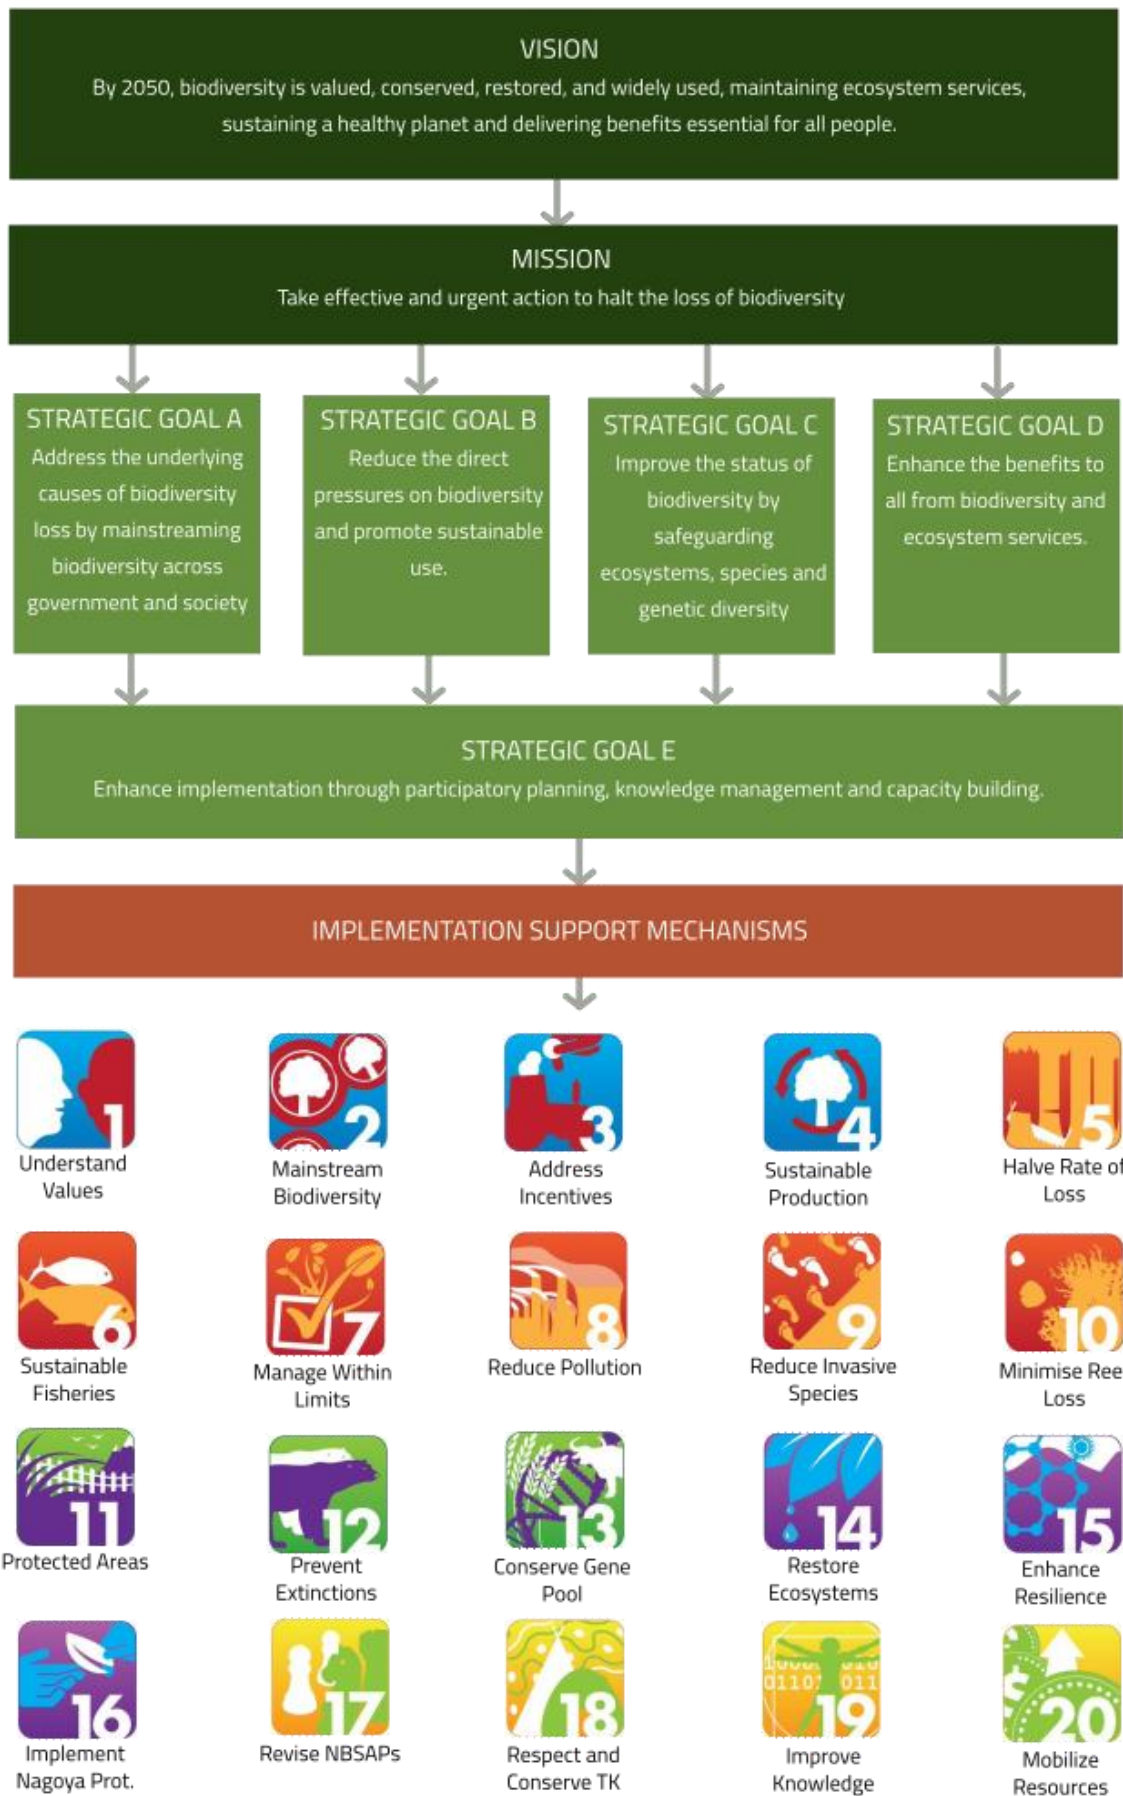 VISION
By 2050, biodiversity is valued, conserved, restored, and widely used, maintaining ecosystem services,
sustaining a healthy planet and delivering benefits essential for all people.
MISSION
Take effective and urgent action to halt the loss of biodiversity
STRATEGIC GOAL A
Address the underlying
causes of biodiversity
loss by mainstreaming
biodiversity across
government and society
STRATEGIC GOAL B
Reduce the direct
pressures on biodiversity
and promote sustainable
use.
STRATEGIC GOAL C
Improve the status of
biodiversity by
safeguarding
ecosystems, species and
genetic diversity
STRATEGIC GOAL D
Enhance the benefits to
all from biodiversity and
ecosystem services.
STRATEGIC GOAL E
Enhance implementation through participatory planning, knowledge management and capacity building.
IMPLEMENTATION SUPPORT MECHANISMS
1
Understand
Values
2
Mainstream
Biodiversity
3
Address
Incentives
4
Sustainable
Production
5
Halve Rate of
Loss
6
Sustainable
Fisheries
7
Manage Within
Limits
8
Reduce Pollution
9
Reduce Invasive
Species
10
Minimise Ree
Loss
11
Protected Areas
12
Prevent
Extinctions
13
Conserve Gene
Pool
14
Restore
Ecosystems
15
Enhance
Resilience
16
Implement
Nagoya Prot.
17
Revise NBSAPs
18
Respect and
Conserve TK
19
Improve
Knowledge
$
20
Mobilize
Resources